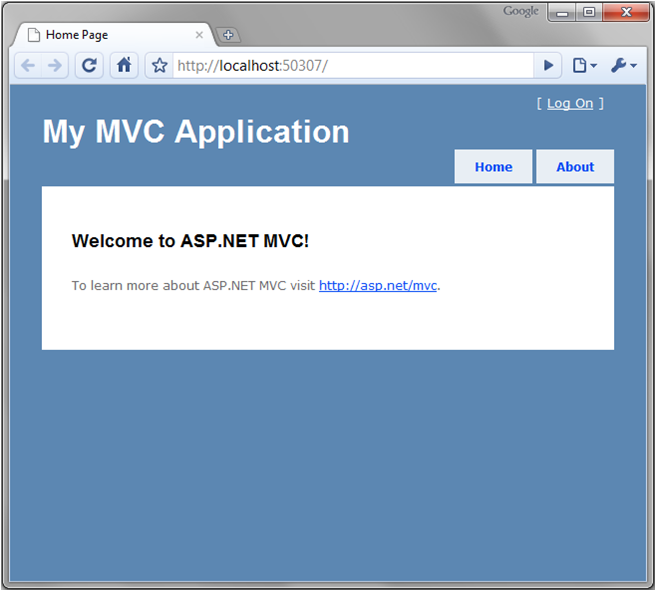 Google
Home Page
http://localhost:50307/
[ Log On ]
My MVC Application
Home About
Welcome to ASP.NET MVC!
To learn more about ASP.NET MVC visit http://asp.net/mvc.